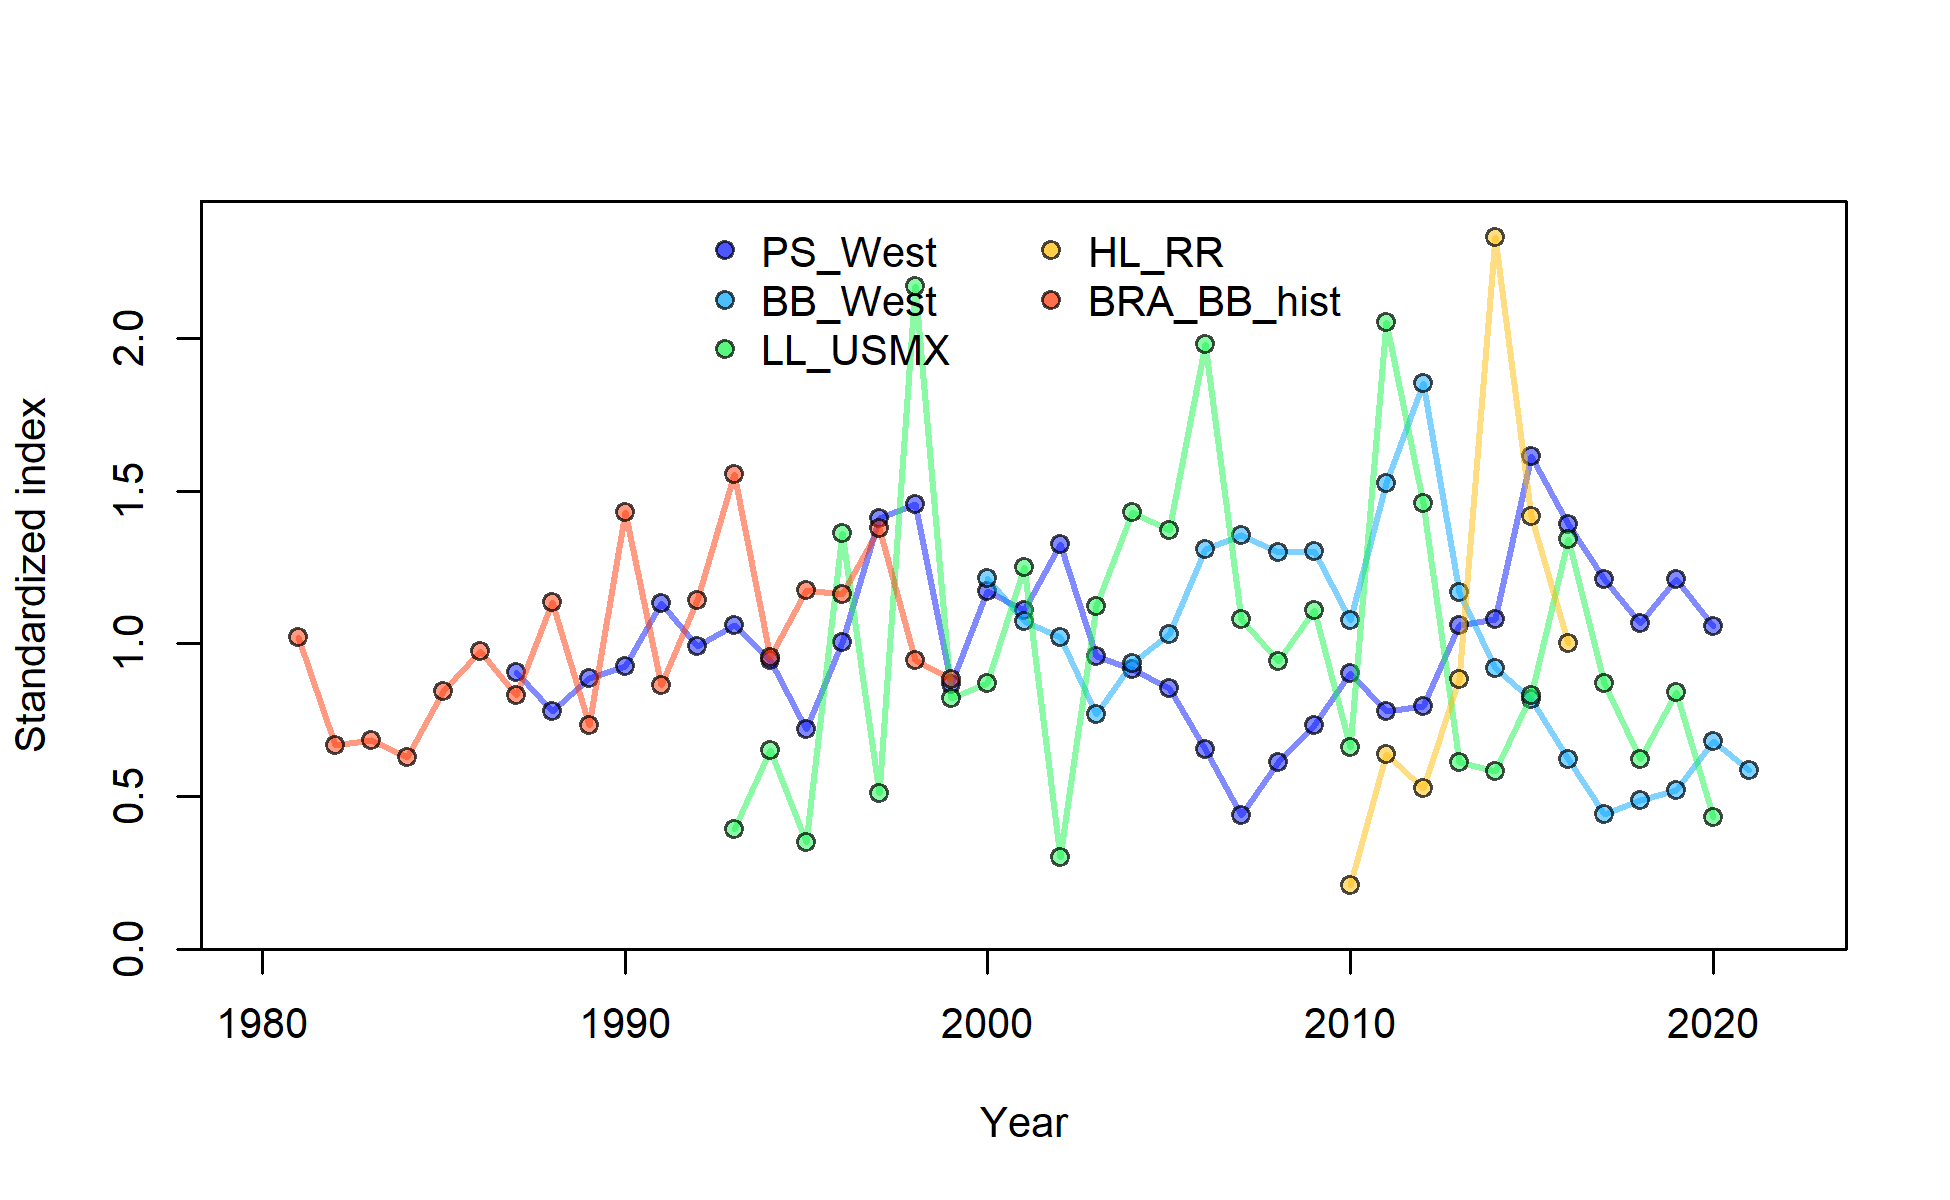 PS_West
BB_West
LL_USMX
HL_RR
BRA_BB_hist
Standardized index
2.0
1.5
1.0
0.5
0.0
1980 1990 2000 2010 2020
Year